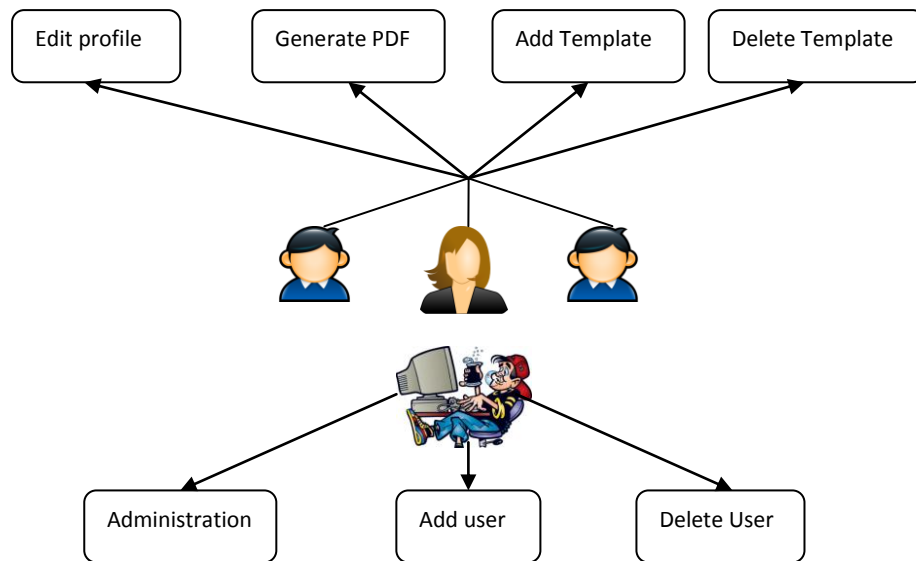 Edit profile
Generate PDF
Add Template
Delete Template
Administration
Add user
Delete User